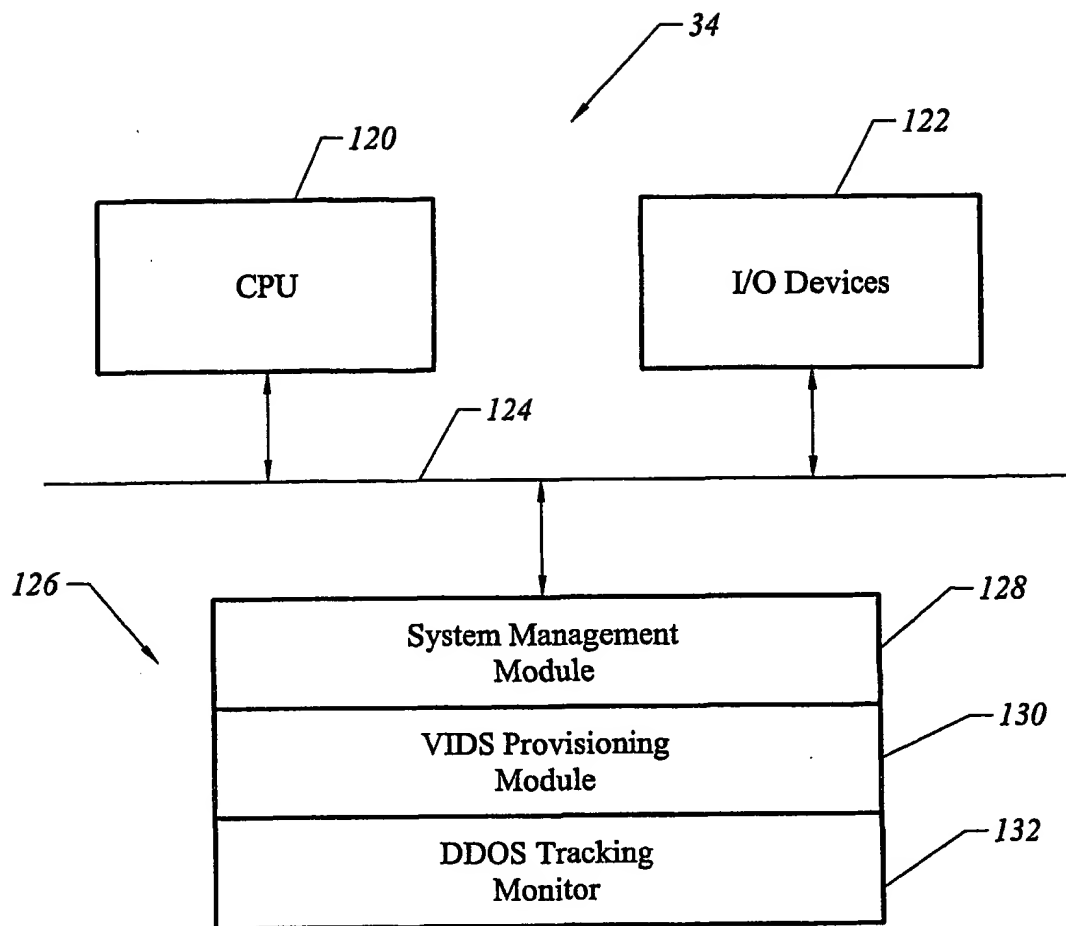 34
120
122
CPU
I/O Devices
124
126
128
System Management
Module
130
VIDS Provisioning
Module
132
DDOS Tracking
Monitor